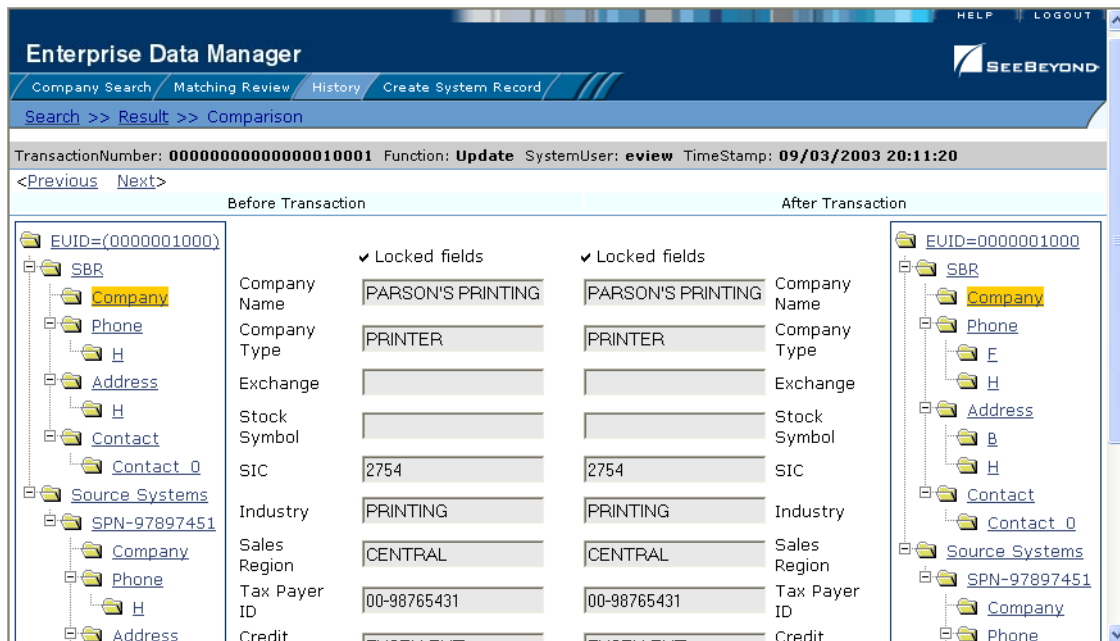 HELP LOGOUT
Enterprise Data Manager
SEEBEYOND
Company Search Matching Review History Create System Record
Search >> Result >> Comparison
TransactionNumber: 00000000000000010001 Function: Update SystemUser: eview TimeStamp: 09/03/2003 20:11:20
<Previous Next>
Before Transaction After Transaction
EUID=(0000001000)
SBR
Company
Phone
H
Address
H
Contact
Contact_0
Source Systems
SPN-97897451
Company
Phone
H
Address
✔ Locked fields ✔ Locked fields
Company Name PARSON'S PRINTING PARSON'S PRINTING Company Name
Company Type PRINTER PRINTER Company Type
Exchange Exchange
Stock Symbol Stock Symbol
SIC 2754 2754 SIC
Industry PRINTING PRINTING Industry
Sales Region CENTRAL CENTRAL Sales Region
Tax Payer ID 00-98765431 00-98765431 Tax Payer ID
Credit Credit
EUID=0000001000
SBR
Company
Phone
F
H
Address
B
H
Contact
Contact_0
Source Systems
SPN-97897451
Company
Phone